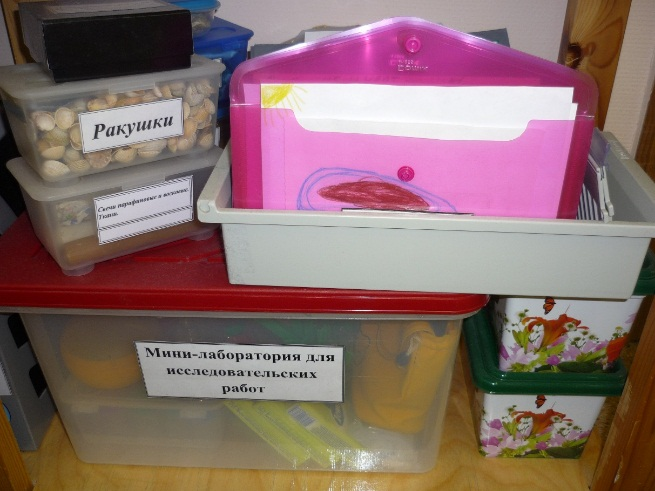 Ракушки
Свечи парафиновые и восковые.
Ткань.
Мини-лаборатория для
исследовательских
работ